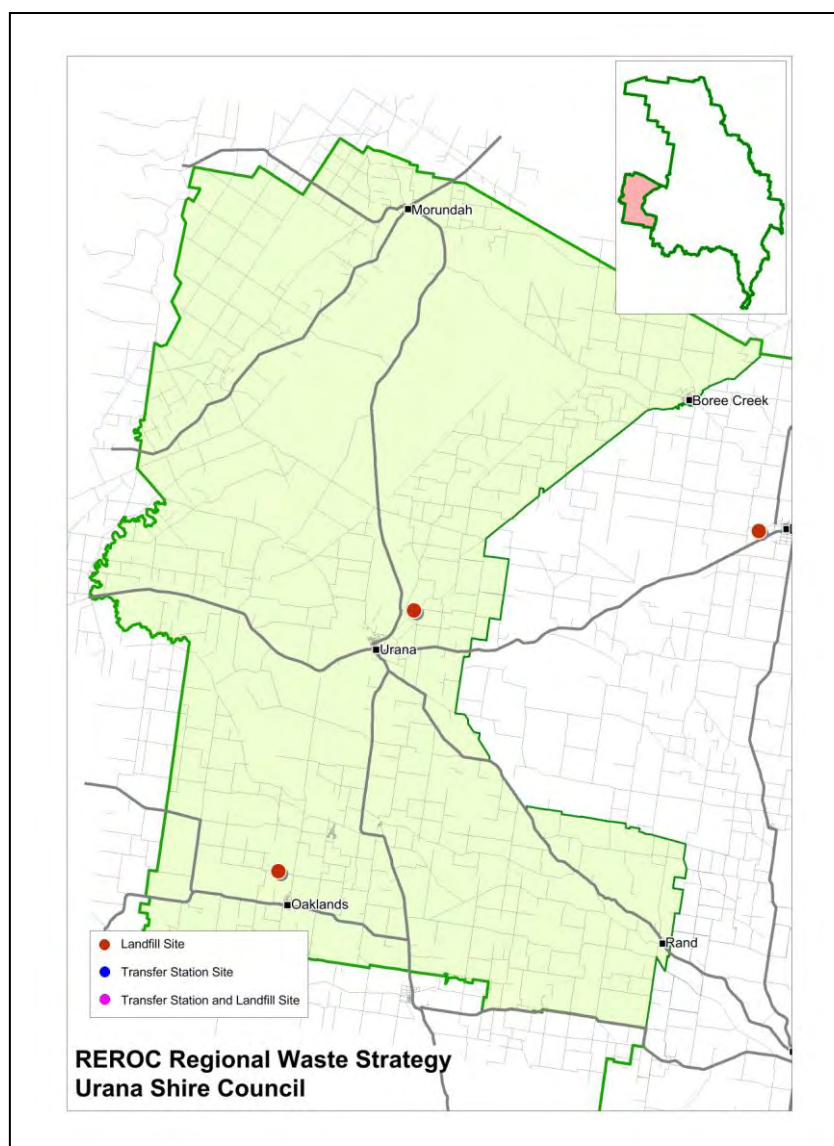 Morundah
Boree Creek
Urana
Oaklands
Rand
Landfill Site
Transfer Station Site
Transfer Station and Landfill Site
REROC Regional Waste Strategy
Urana Shire Council